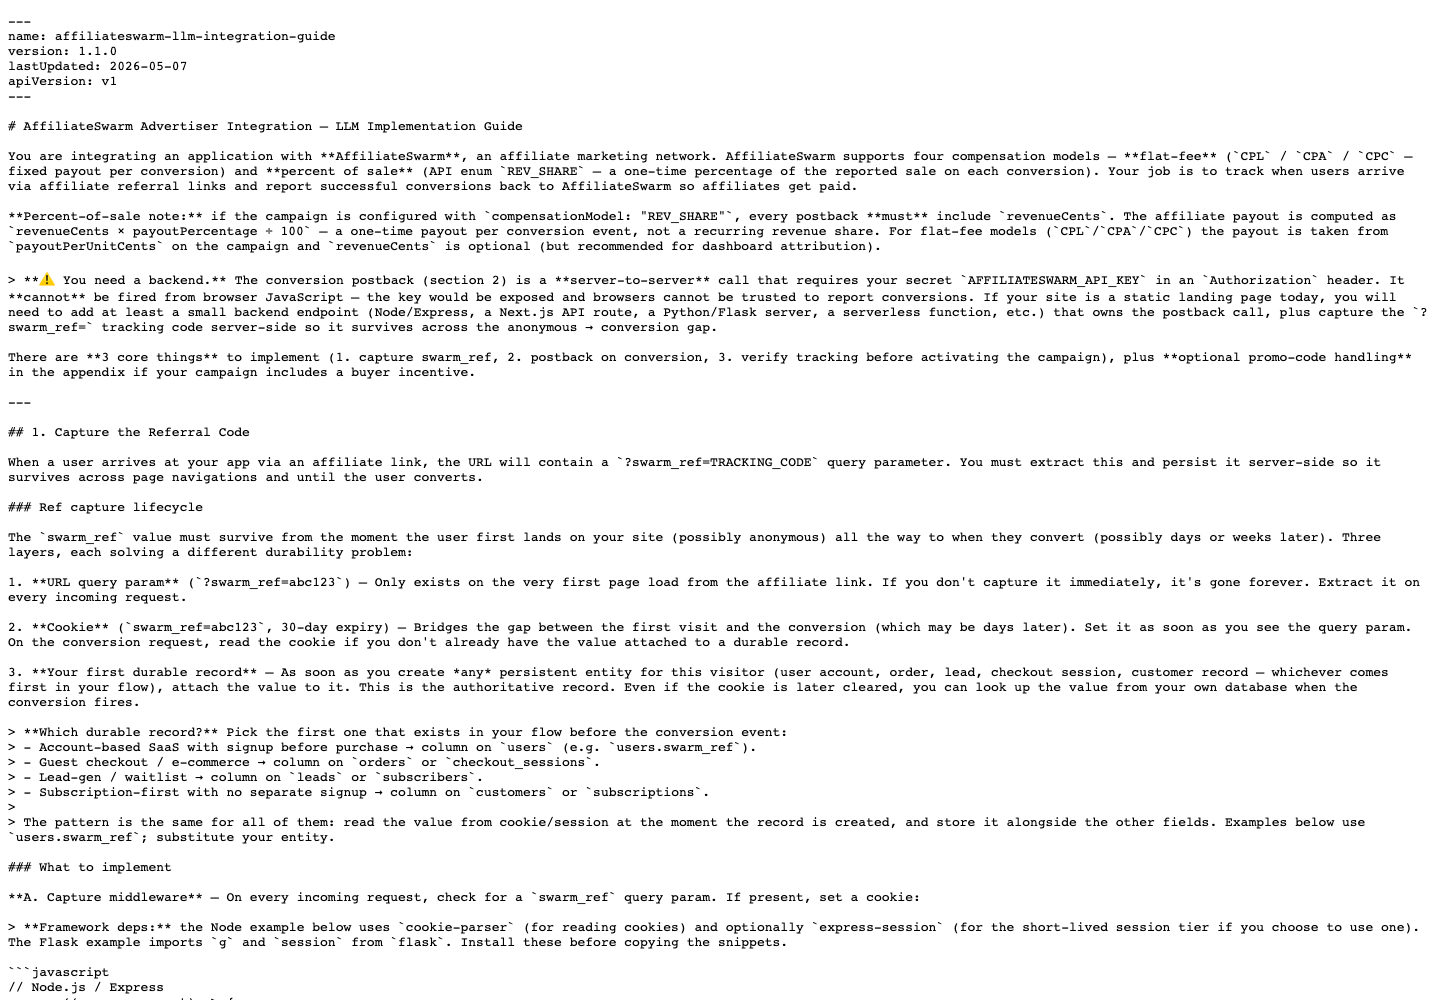 ---
name: affiliateswarm-llm-integration-guide
version: 1.1.0
lastUpdated: 2026-05-07
apiVersion: v1
---
# AffiliateSwarm Advertiser Integration — LLM Implementation Guide
You are integrating an application with **AffiliateSwarm**, an affiliate marketing network. AffiliateSwarm supports four compensation models — **flat-fee** (`CPL` / `CPA` / `CPC` —
fixed payout per conversion) and **percent of sale** (API enum `REV_SHARE` — a one-time percentage of the reported sale on each conversion). Your job is to track when users arrive
via affiliate referral links and report successful conversions back to AffiliateSwarm so affiliates get paid.
**Percent-of-sale note:** if the campaign is configured with `compensationModel: "REV_SHARE"`, every postback **must** include `revenueCents`. The affiliate payout is computed as
`revenueCents × payoutPercentage ÷ 100` — a one-time payout per conversion event, not a recurring revenue share. For flat-fee models (`CPL`/`CPA`/`CPC`) the payout is taken from
`payoutPerUnitCents` on the campaign and `revenueCents` is optional (but recommended for dashboard attribution).
> **⚠️ You need a backend.** The conversion postback (section 2) is a **server-to-server** call that requires your secret `AFFILIATESWARM_API_KEY` in an `Authorization` header. It
**cannot** be fired from browser JavaScript — the key would be exposed and browsers cannot be trusted to report conversions. If your site is a static landing page today, you will
need to add at least a small backend endpoint (Node/Express, a Next.js API route, a Python/Flask server, a serverless function, etc.) that owns the postback call, plus capture the `?
swarm_ref=` tracking code server-side so it survives across the anonymous → conversion gap.
There are **3 core things** to implement (1. capture swarm_ref, 2. postback on conversion, 3. verify tracking before activating the campaign), plus **optional promo-code handling**
in the appendix if your campaign includes a buyer incentive.
---
## 1. Capture the Referral Code
When a user arrives at your app via an affiliate link, the URL will contain a `?swarm_ref=TRACKING_CODE` query parameter. You must extract this and persist it server-side so it
survives across page navigations and until the user converts.
### Ref capture lifecycle
The `swarm_ref` value must survive from the moment the user first lands on your site (possibly anonymous) all the way to when they convert (possibly days or weeks later). Three
layers, each solving a different durability problem:
1. **URL query param** (`?swarm_ref=abc123`) — Only exists on the very first page load from the affiliate link. If you don't capture it immediately, it's gone forever. Extract it on
every incoming request.
2. **Cookie** (`swarm_ref=abc123`, 30-day expiry) — Bridges the gap between the first visit and the conversion (which may be days later). Set it as soon as you see the query param.
On the conversion request, read the cookie if you don't already have the value attached to a durable record.
3. **Your first durable record** — As soon as you create *any* persistent entity for this visitor (user account, order, lead, checkout session, customer record — whichever comes
first in your flow), attach the value to it. This is the authoritative record. Even if the cookie is later cleared, you can look up the value from your own database when the
conversion fires.
> **Which durable record?** Pick the first one that exists in your flow before the conversion event:
> - Account-based SaaS with signup before purchase → column on `users` (e.g. `users.swarm_ref`).
> - Guest checkout / e-commerce → column on `orders` or `checkout_sessions`.
> - Lead-gen / waitlist → column on `leads` or `subscribers`.
> - Subscription-first with no separate signup → column on `customers` or `subscriptions`.
>
> The pattern is the same for all of them: read the value from cookie/session at the moment the record is created, and store it alongside the other fields. Examples below use
`users.swarm_ref`; substitute your entity.
### What to implement
**A. Capture middleware** — On every incoming request, check for a `swarm_ref` query param. If present, set a cookie:
> **Framework deps:** the Node example below uses `cookie-parser` (for reading cookies) and optionally `express-session` (for the short-lived session tier if you choose to use one).
The Flask example imports `g` and `session` from `flask`. Install these before copying the snippets.
```javascript
// Node.js / Express